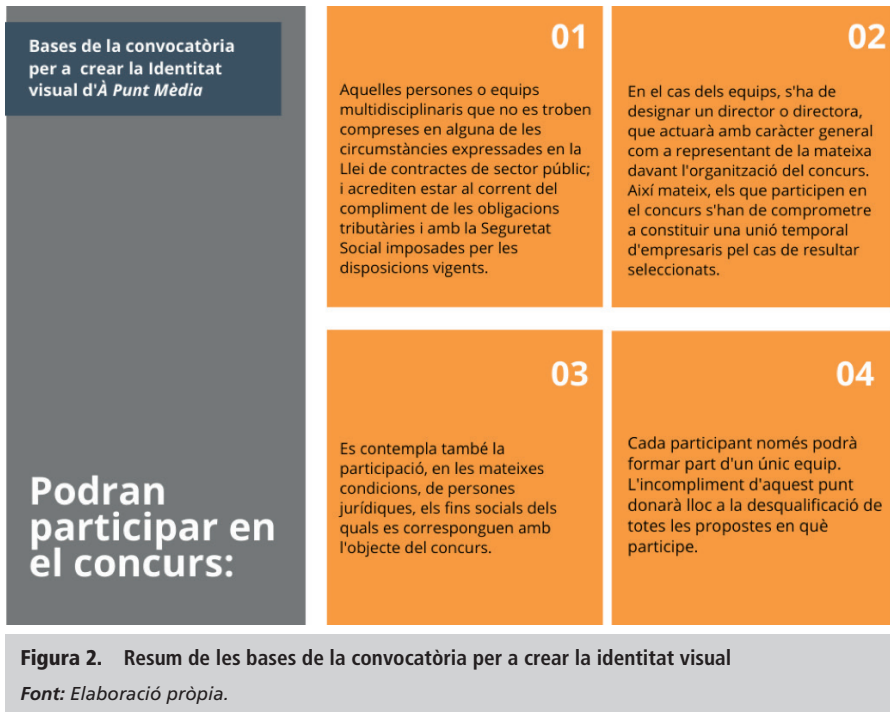 Bases de la convocatòria
per a crear la Identitat
visual d'À Punt Mèdia
Podran
participar en
el concurs:
01
Aquelles persones o equips
multidisciplinaris que no es troben
compreses en alguna de les
circumstàncies expressades en la
Llei de contractes de sector públic;
i acrediten estar al corrent del
compliment de les obligacions
tributàries i amb la Seguretat
Social imposades per les
disposicions vigents.
02
En el cas dels equips, s'ha de
designar un director o directora,
que actuarà amb caràcter general
com a representant de la mateixa
davant l'organització del concurs.
Així mateix, els que participen en
el concurs s'han de comprometre
a constituir una unió temporal
d'empresaris pel cas de resultar
seleccionats.
03
Es contempla també la
participació, en les mateixes
condicions, de persones
jurídiques, els fins socials dels
quals es corresponguen amb
l'objecte del concurs.
04
Cada participant només podrà
formar part d'un únic equip.
L'incompliment d'aquest punt
donarà lloc a la desqualificació de
totes les propostes en què
participe.
Figura 2. Resum de les bases de la convocatòria per a crear la identitat visual
Font: Elaboració pròpia.